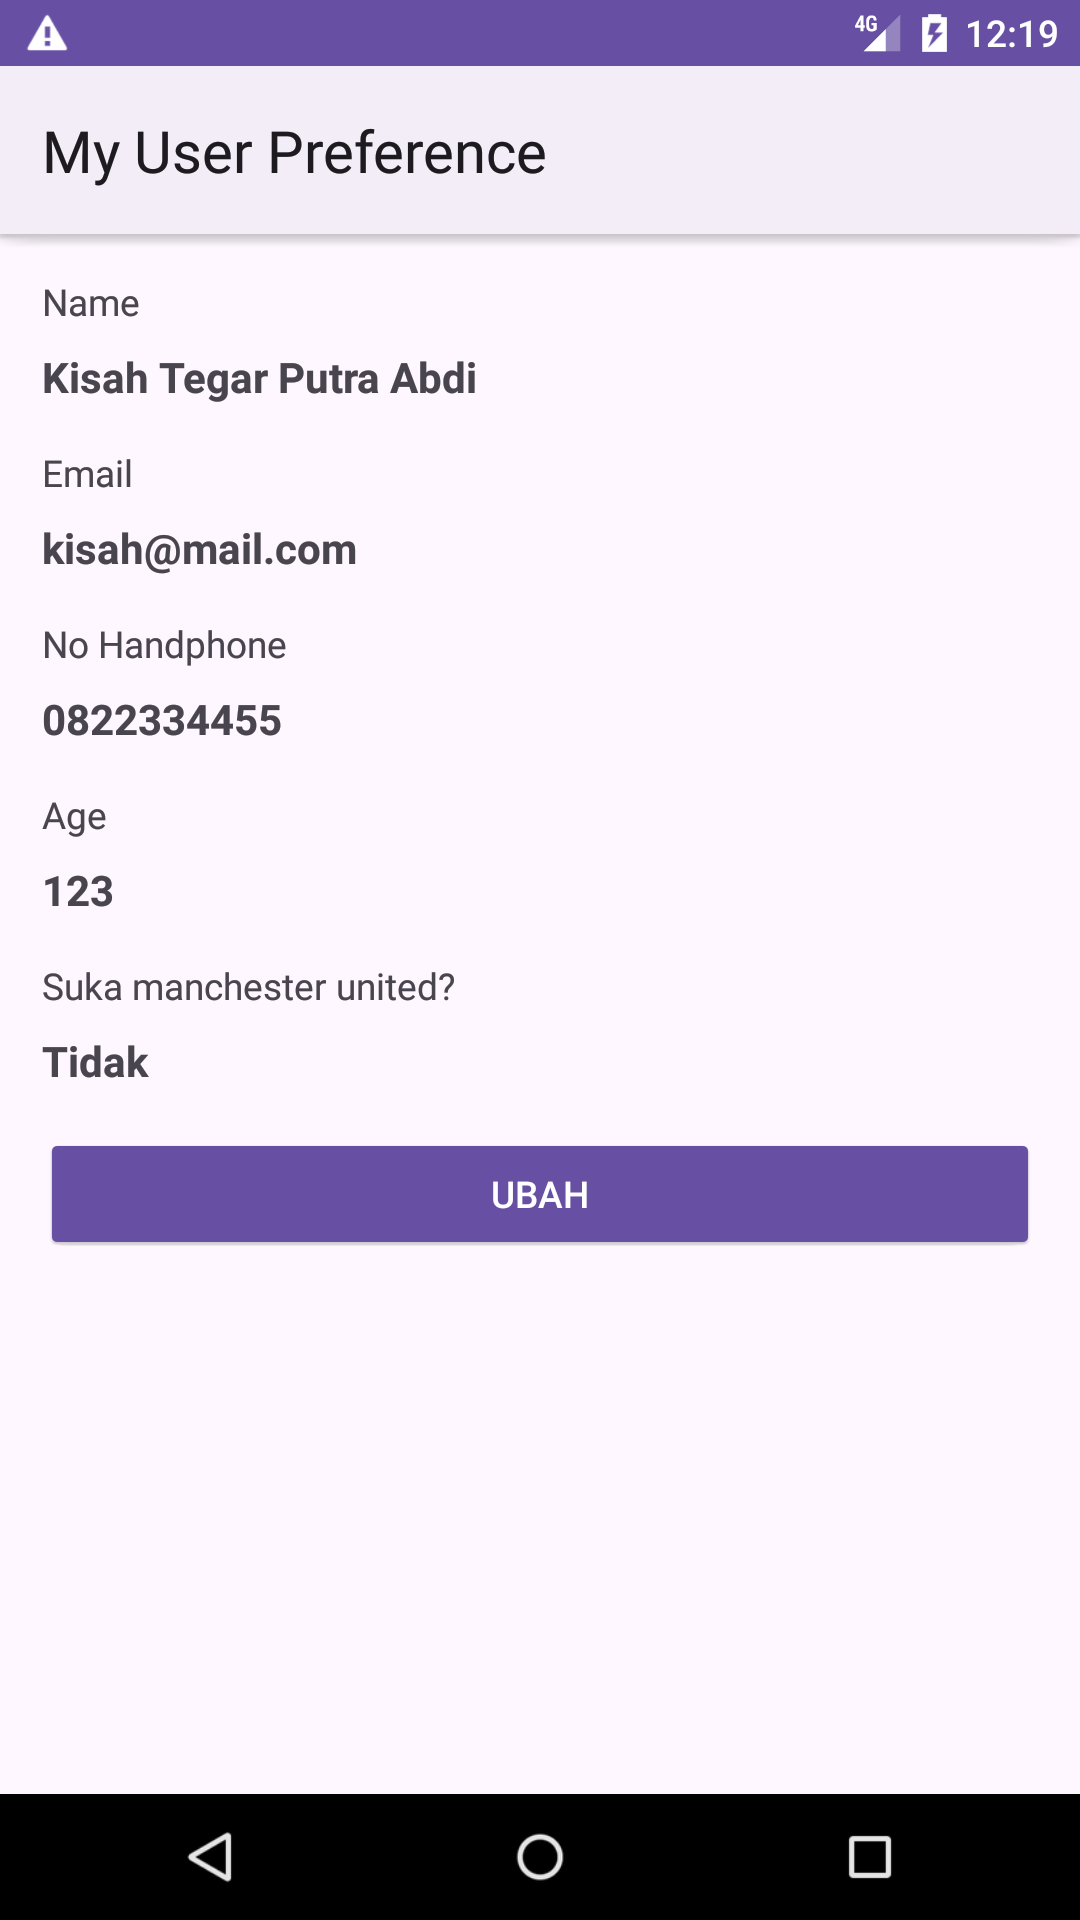 4G 12:19
My User Preference
Name
Kisah Tegar Putra Abdi
Email
kisah@mail.com
No Handphone
0822334455
Age
123
Suka manchester united?
Tidak
UBAH